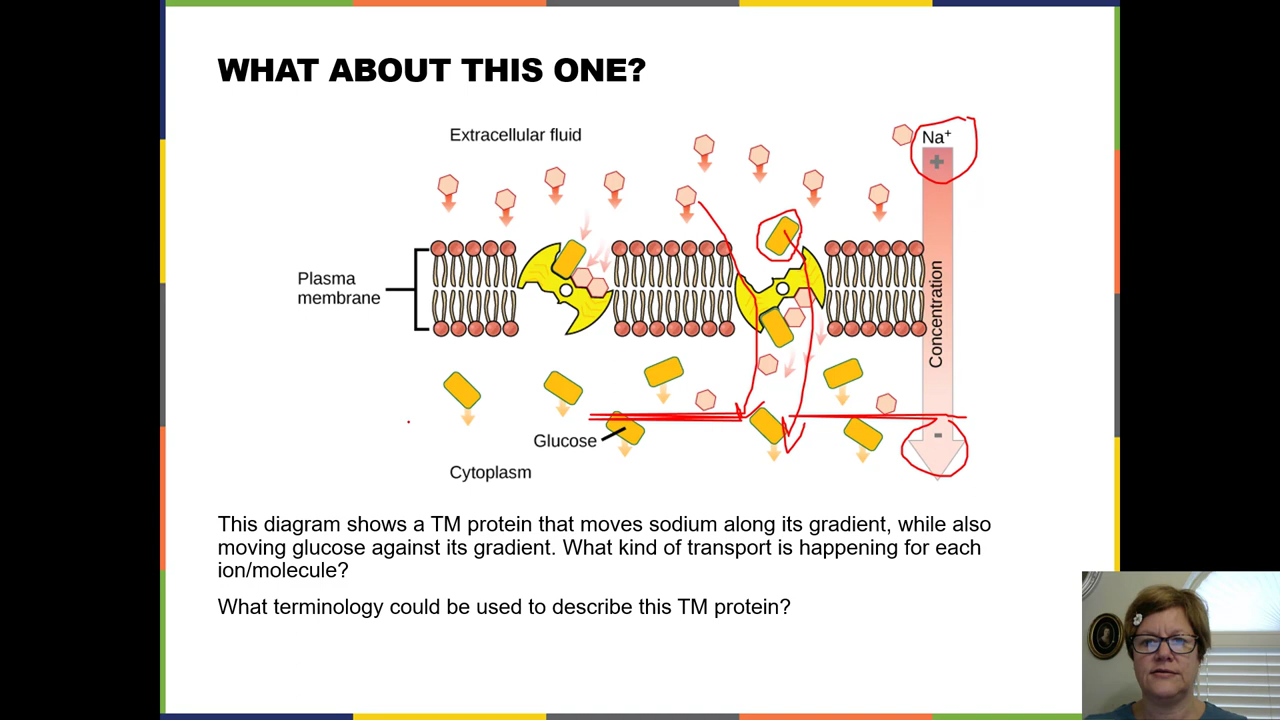 WHAT ABOUT THIS ONE?
Extracellular fluid
Na⁺
+
Plasma
membrane
Concentration
-
Glucose
Cytoplasm
This diagram shows a TM protein that moves sodium along its gradient, while also
moving glucose against its gradient. What kind of transport is happening for each
ion/molecule?
What terminology could be used to describe this TM protein?